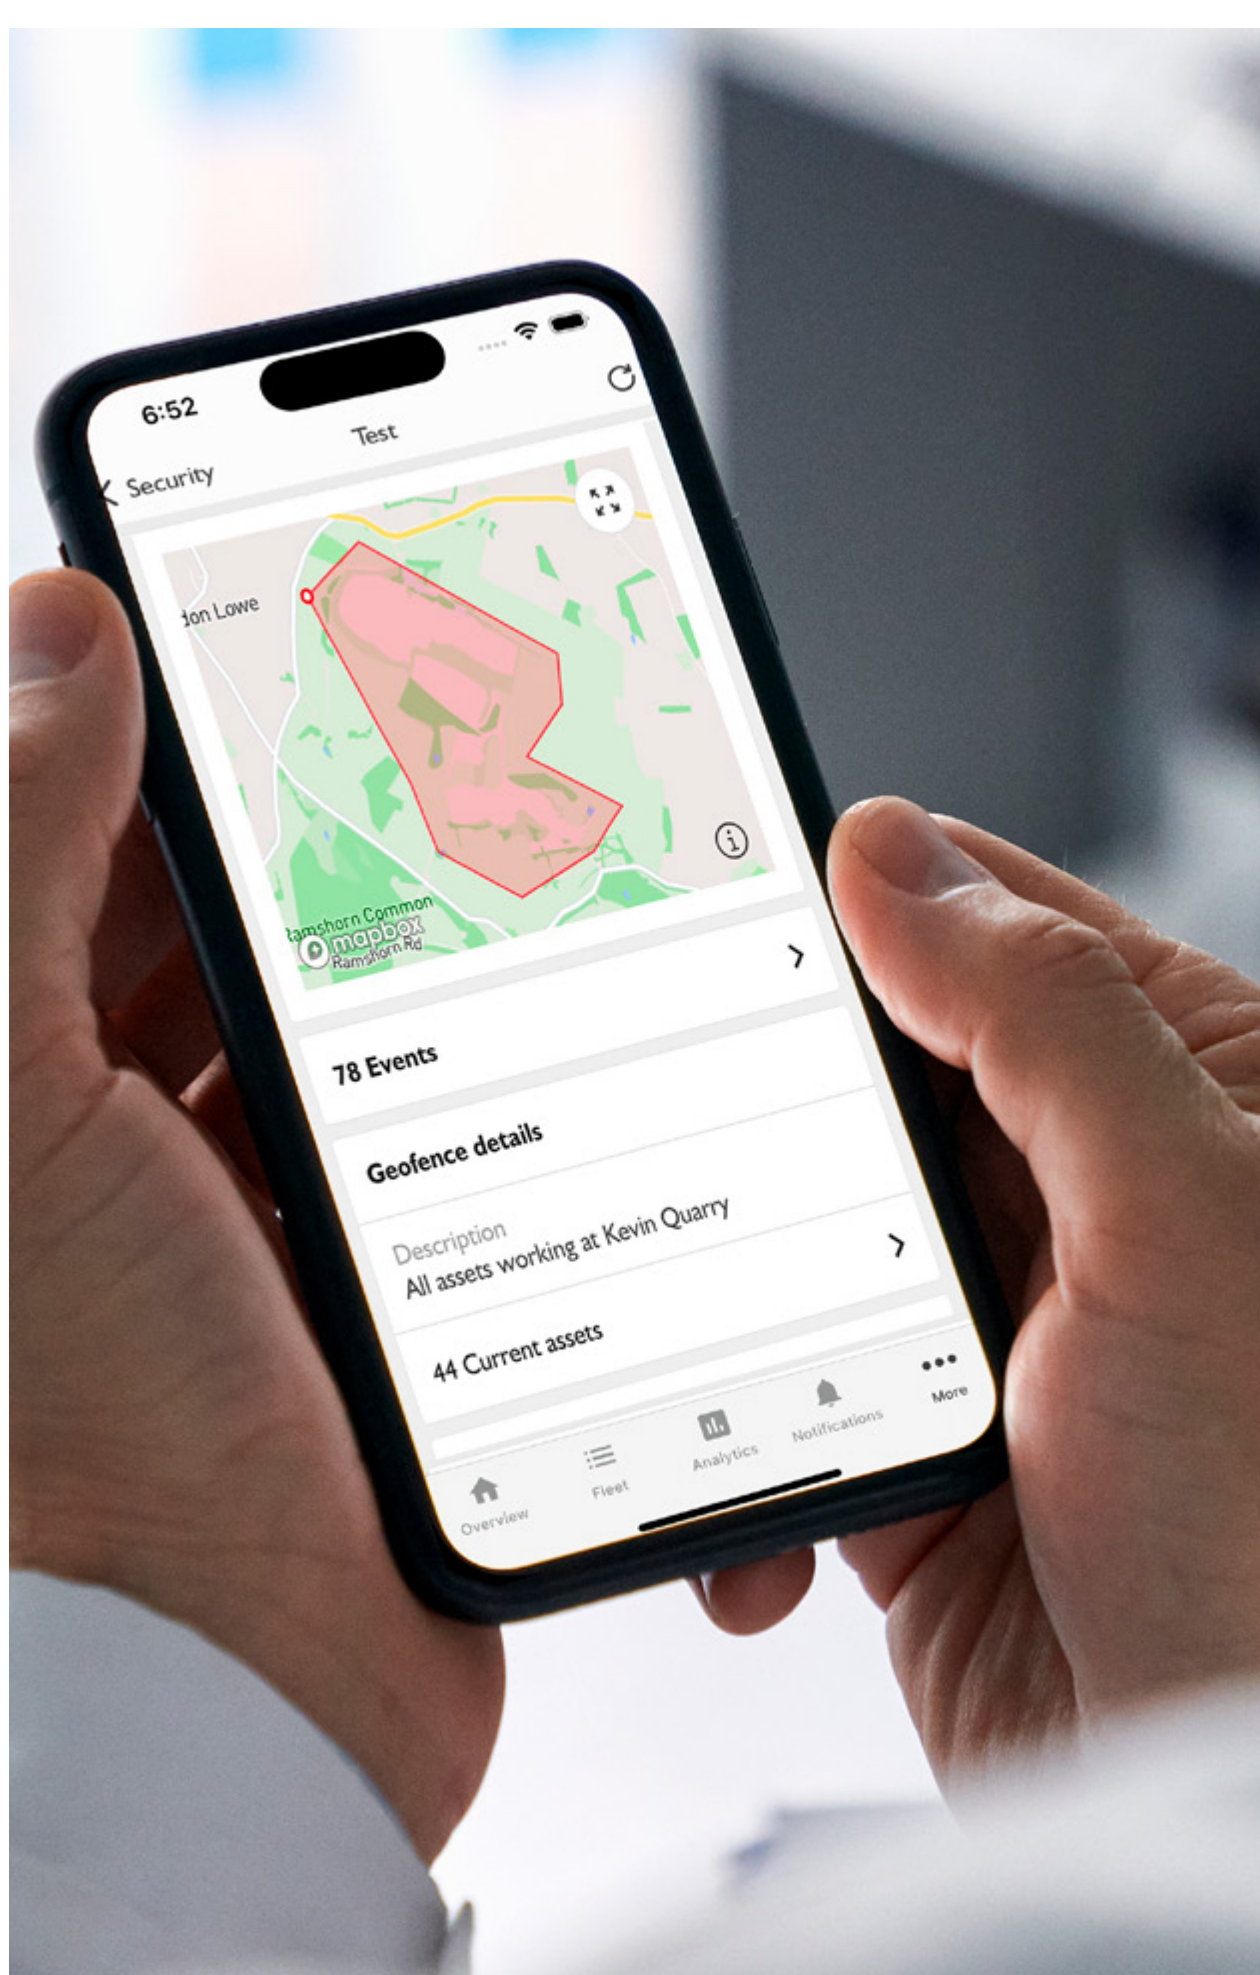 6:52
Test
Security
Lowe
Ramshorn Common
mapbox
Ramshorn Rd
78 Events
Geofence details
Description
All assets working at Kevin Quarry
44 Current assets
Overview
Fleet
Analytics
Notifications
More